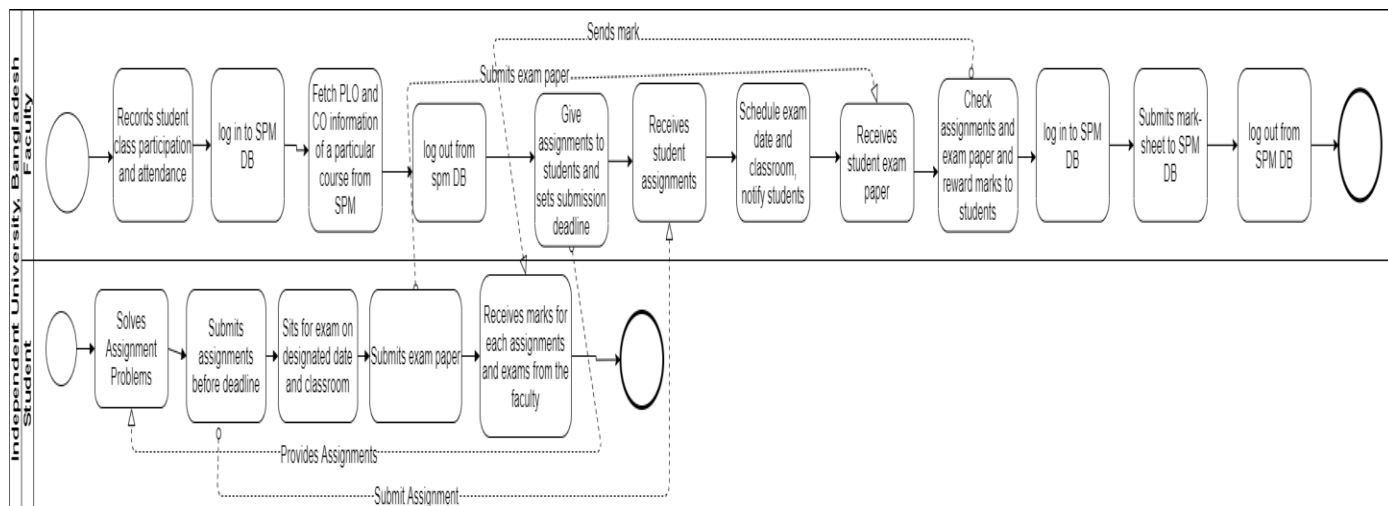 Independent University, Bangladesh
Faculty
Sends mark
Submits exam paper
Records student
class participation
and attendance
log in to SPM
DB
Fetch PLO and
CO information
of a particular
course from
SPM
log out from
spm DB
Give
assignments to
students and
sets submission
deadline
Receives
student
assignments
Schedule exam
date and
classroom,
notify students
Receives
student exam
paper
Check
assignments and
exam paper and
reward marks to
students
log in to SPM
DB
Submits mark-
sheet to SPM
DB
log out from
SPM DB
Student
Solves
Assignment
Problems
Submits
assignments
before deadline
Sits for exam on
designated date
and classroom
Submits exam paper
Receives marks for
each assignments
and exams from the
faculty
Provides Assignments
Submit Assignment